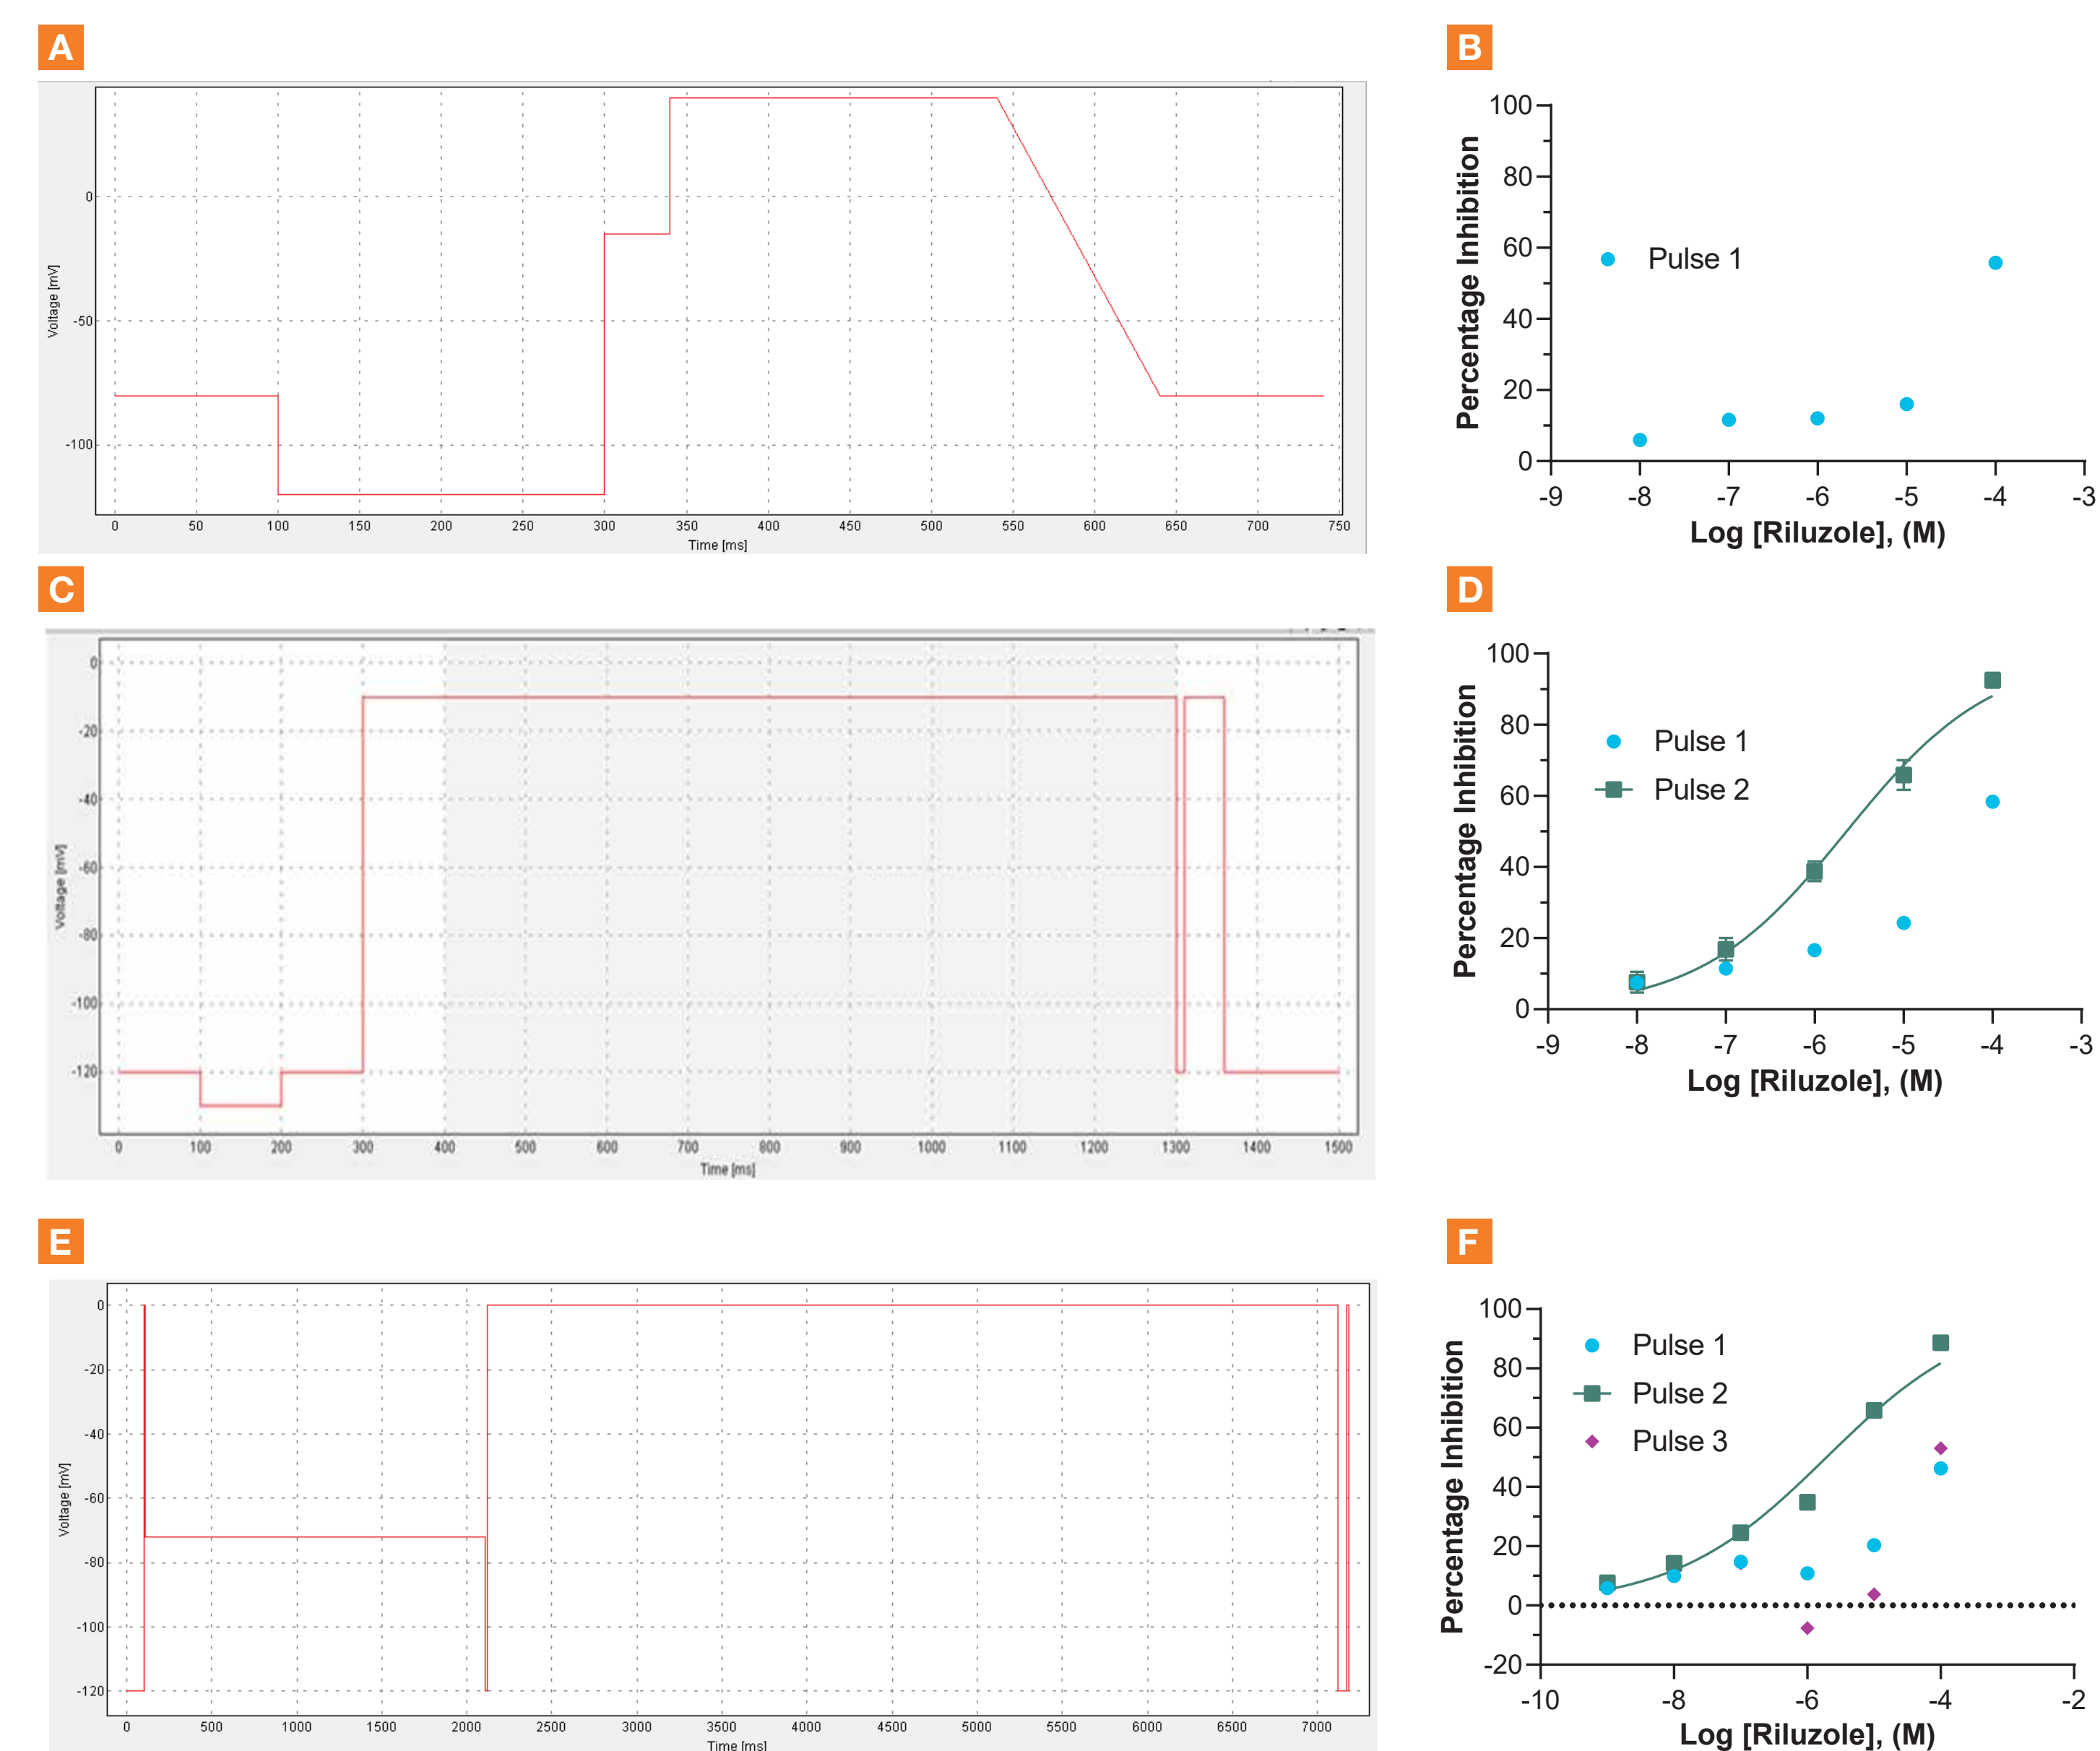 A
0
-50
-100
Voltage [mV]
0 50 100 150 200 250 300 350 400 450 500 550 600 650 700 750
Time [ms]
B
100
80
60
40
20
0
Percentage Inhibition
Pulse 1
-9 -8 -7 -6 -5 -4 -3
Log [Riluzole], (M)
C
0
-20
-40
-60
-80
-100
-120
Voltage [mV]
0 100 200 300 400 500 600 700 800 900 1000 1100 1200 1300 1400 1500
Time [ms]
D
100
80
60
40
20
0
Percentage Inhibition
Pulse 1
Pulse 2
-9 -8 -7 -6 -5 -4 -3
Log [Riluzole], (M)
E
0
-20
-40
-60
-80
-100
-120
Voltage [mV]
0 500 1000 1500 2000 2500 3000 3500 4000 4500 5000 5500 6000 6500 7000
Time [ms]
F
100
80
60
40
20
0
-20
Percentage Inhibition
Pulse 1
Pulse 2
Pulse 3
-10 -8 -6 -4 -2
Log [Riluzole], (M)